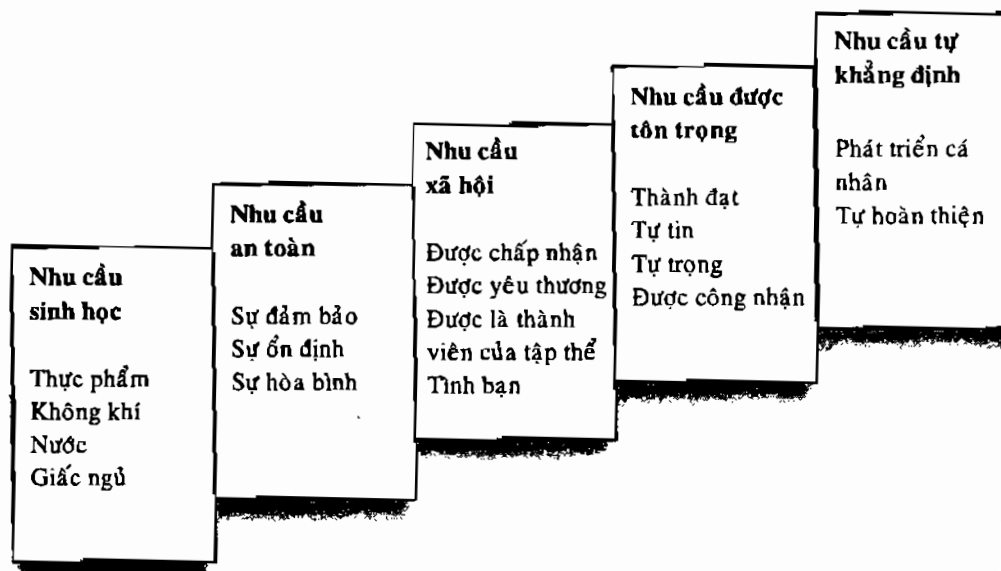 Nhu cầu
sinh học
Thực phẩm
Không khí
Nước
Giấc ngủ
Nhu cầu
an toàn
Sự đảm bảo
Sự ổn định
Sự hòa bình
Nhu cầu
xã hội
Được chấp nhận
Được yêu thương
Được là thành
viên của tập thể
Tình bạn
Nhu cầu được
tôn trọng
Thành đạt
Tự tin
Tự trọng
Được công nhận
Nhu cầu tự
khẳng định
Phát triển cá
nhân
Tự hoàn thiện